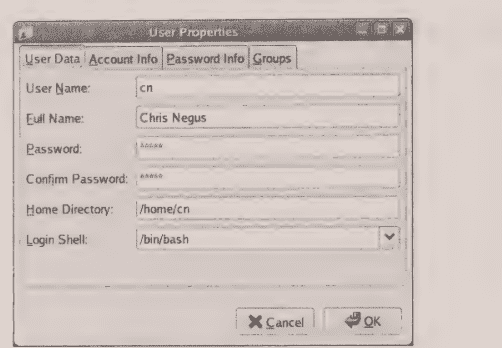 User Properties
User Data Account Info Password Info Groups
User Name: cn
Full Name: Chris Negus
Password: *****
Confirm Password: *****
Home Directory: /home/cn
Login Shell: /bin/bash
Cancel OK